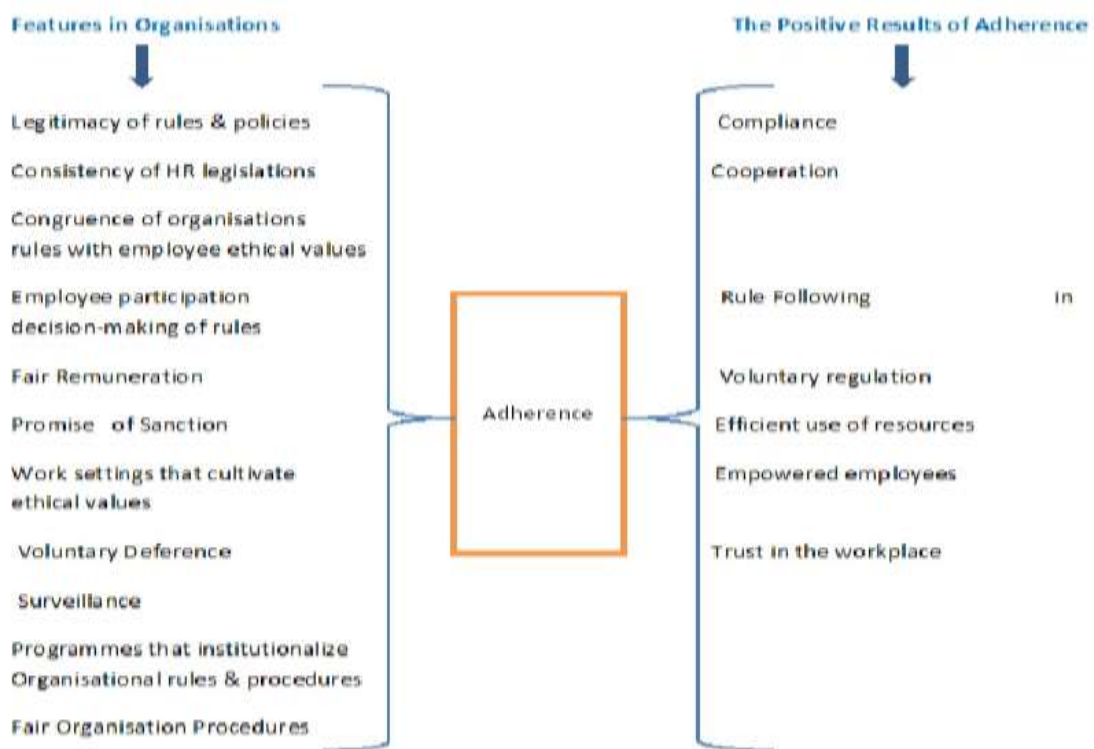 Features in Organisations
Legitimacy of rules & policies
Consistency of HR legislations
Congruence of organisations
rules with employee ethical values
Employee participation
decision-making of rules
Fair Remuneration
Promise of Sanction
Work settings that cultivate
ethical values
Voluntary Deference
Surveillance
Programmes that institutionalize
Organisational rules & procedures
Fair Organisation Procedures
Adherence
The Positive Results of Adherence
Compliance
Cooperation
Rule Following in
Voluntary regulation
Efficient use of resources
Empowered employees
Trust in the workplace